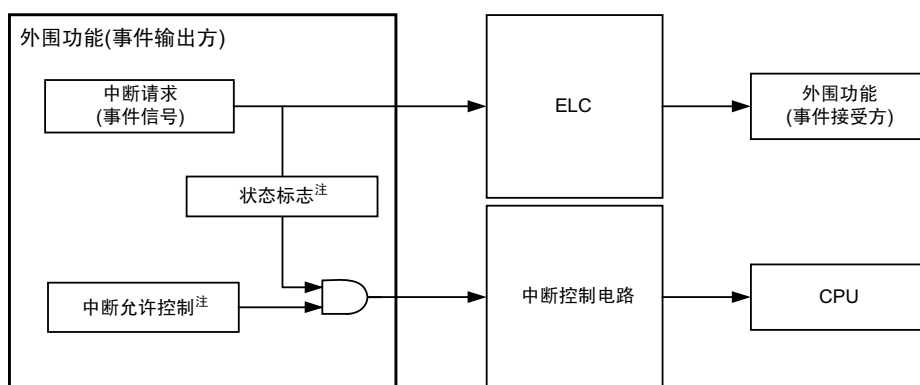 外围功能(事件输出方)
中断请求
(事件信号)
ELC
外围功能
(事件接受方)
状态标志注
中断允许控制注
中断控制电路
CPU